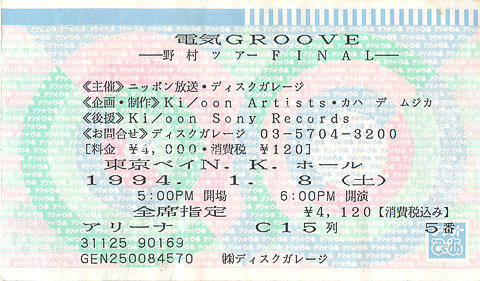 電気GROOVE
―野村ツアーFINAL―
《主催》ニッポン放送・ディスクガレージ
《企画・制作》Ki/oon Artists・カハ デ ムジカ
《後援》Ki/oon Sony Records
《お問合せ》ディスクガレージ 03-5704-3200
[料金 ¥4,000・消費税 ¥120]
東京ベイN.K.ホール
1994. 1. 8 (土)
5:00PM 開場 6:00PM 開演
全席指定 ¥4,120[消費税込み]
アリーナ C15列 5番
31125 90169
GEN250084570 ㈱ディスクガレージ
ぴあ